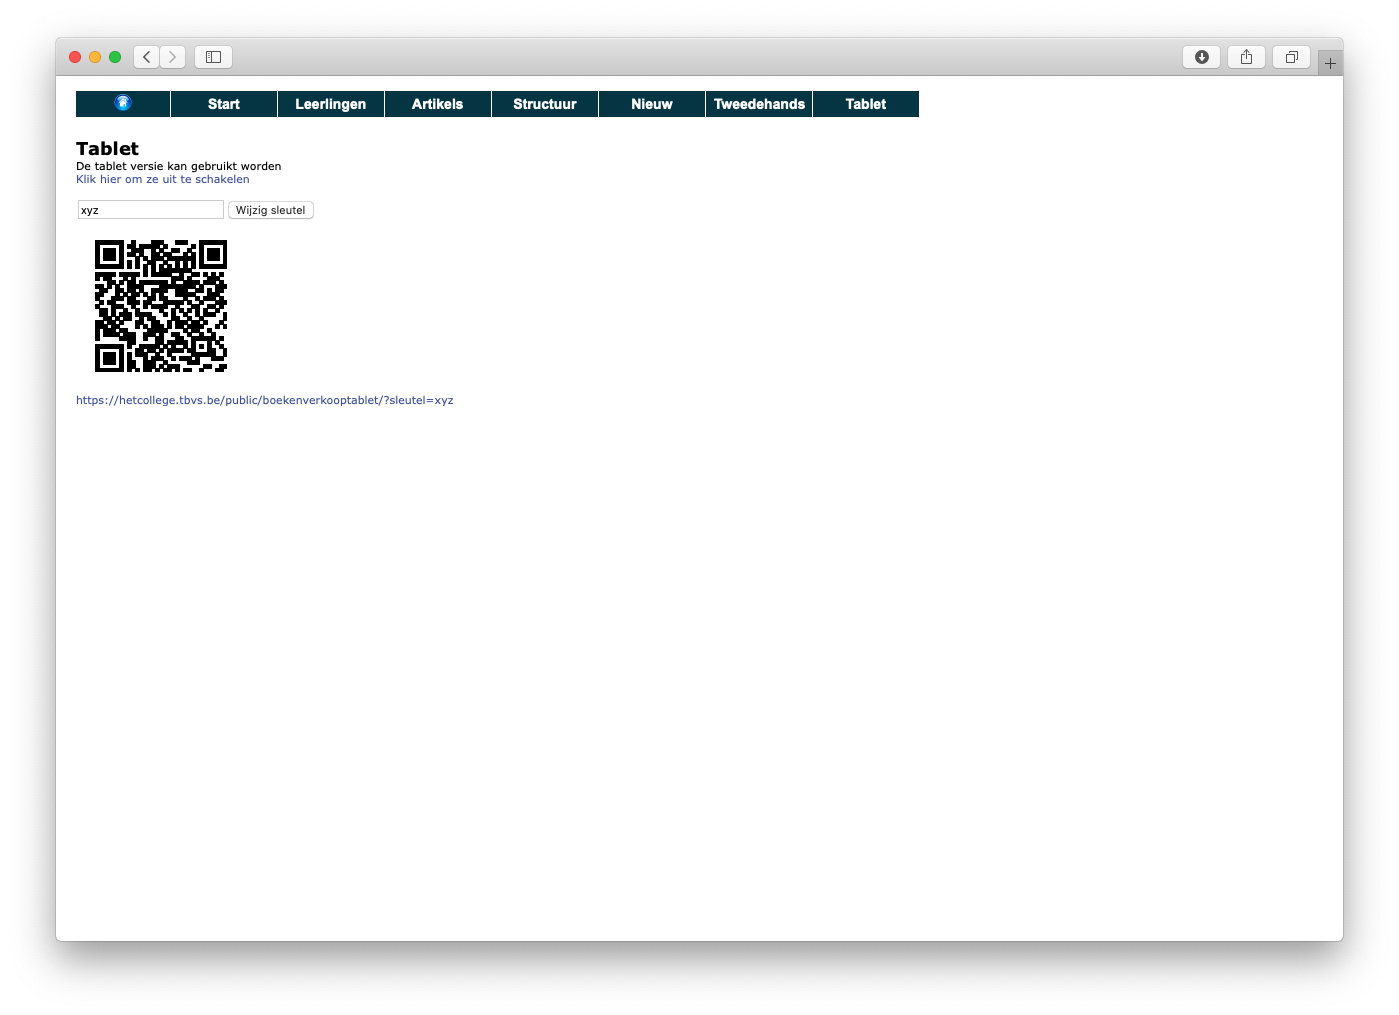 Start Leerlingen Artikels Structuur Nieuw Tweedehands Tablet
Tablet
De tablet versie kan gebruikt worden
Klik hier om ze uit te schakelen
xyz Wijzig sleutel
https://hetcollege.tbvs.be/public/boekenverkooptablet/?sleutel=xyz